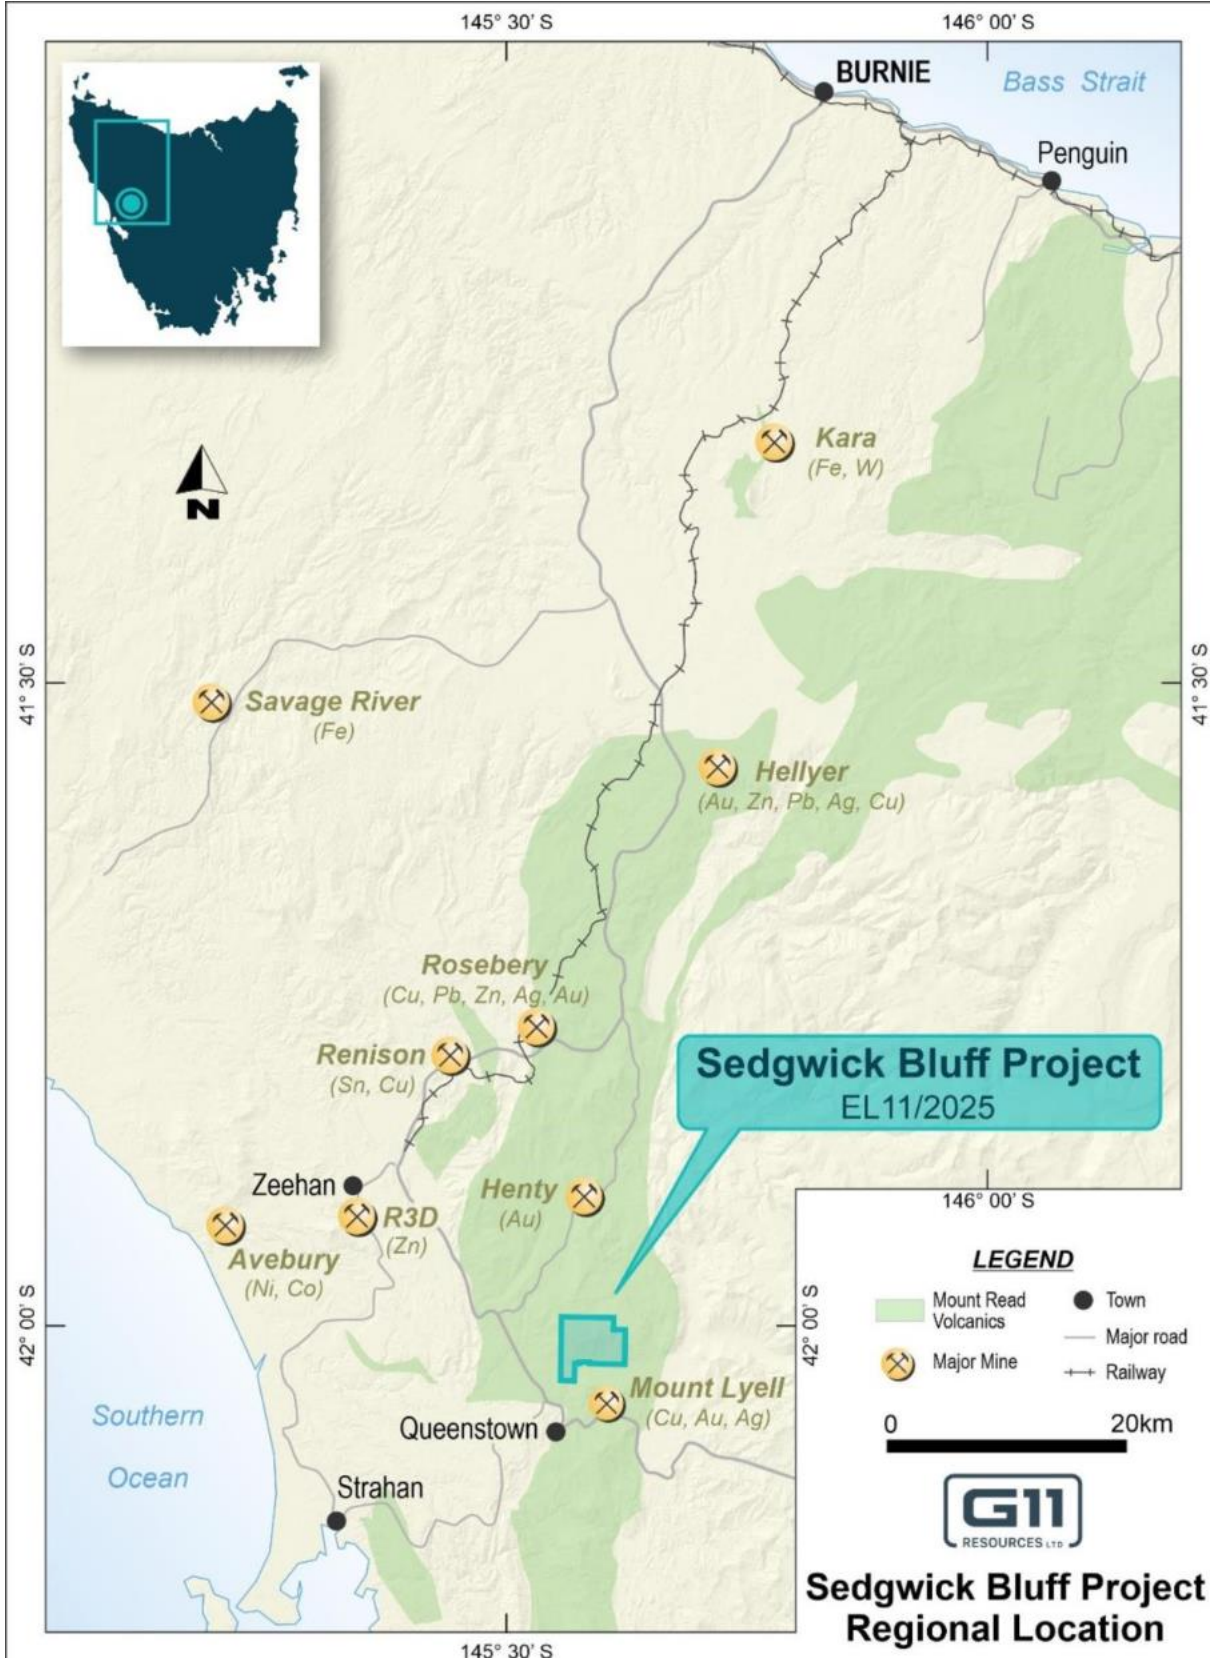 145° 30' S
146° 00' S
BURNIE
Bass Strait
Penguin
Kara
(Fe, W)
N
41° 30' S
41° 30' S
Savage River
(Fe)
Hellyer
(Au, Zn, Pb, Ag, Cu)
Rosebery
(Cu, Pb, Zn, Ag, Au)
Renison
(Sn, Cu)
Sedgwick Bluff Project
EL11/2025
Zeehan
Henty
(Au)
R3D
(Zn)
Avebury
(Ni, Co)
146° 00' S
LEGEND
Mount Read
Volcanics
Town
Major road
Major Mine
Railway
42° 00' S
42° 00' S
Mount Lyell
(Cu, Au, Ag)
Queenstown
Southern
Ocean
Strahan
0
20km
G11
RESOURCES LTD
Sedgwick Bluff Project
Regional Location
145° 30' S